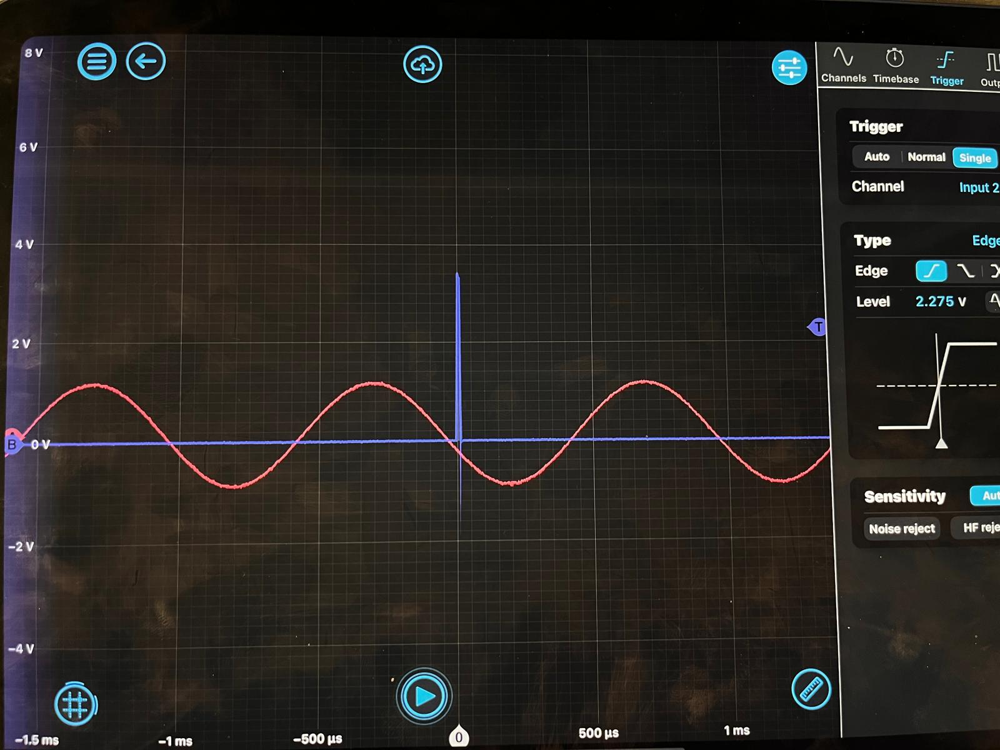 8 V
6 V
4 V
2 V
0 V
−2 V
−4 V
B
T
−1.5 ms
−1 ms
−500 µs
0
500 µs
1 ms
Channels Timebase Trigger Outp
Trigger
Auto Normal Single
Channel Input 2
Type Edge
Edge
Level 2.275 V
Sensitivity Aut
Noise reject HF reje